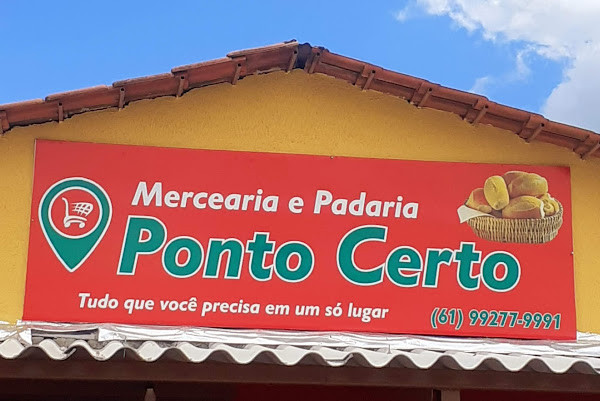 Mercearia e Padaria
Ponto Certo
Tudo que você precisa em um só lugar
(61) 99277-9991